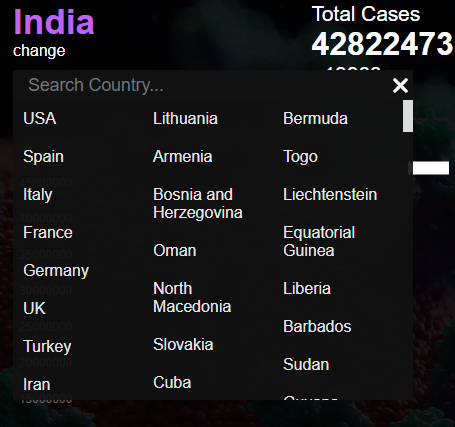 India
change
Total Cases
42822473
Search Country...
USA
Lithuania
Bermuda
Spain
Armenia
Togo
Italy
Bosnia and
Herzegovina
Liechtenstein
France
Oman
Equatorial
Guinea
Germany
North
Macedonia
Liberia
UK
Slovakia
Barbados
Turkey
Cuba
Sudan
Iran